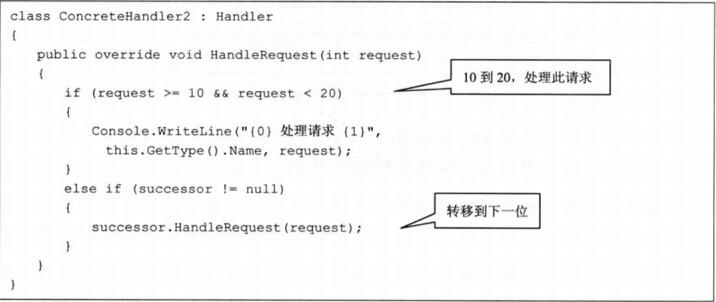 class ConcreteHandler2 : Handler
{
public override void HandleRequest(int request)
{
if (request >= 10 && request < 20)
10 到 20，处理此请求
{
Console.WriteLine("{0} 处理请求 {1}",
this.GetType().Name, request);
}
else if (successor != null)
{
转移到下一位
successor.HandleRequest(request);
}
}
}